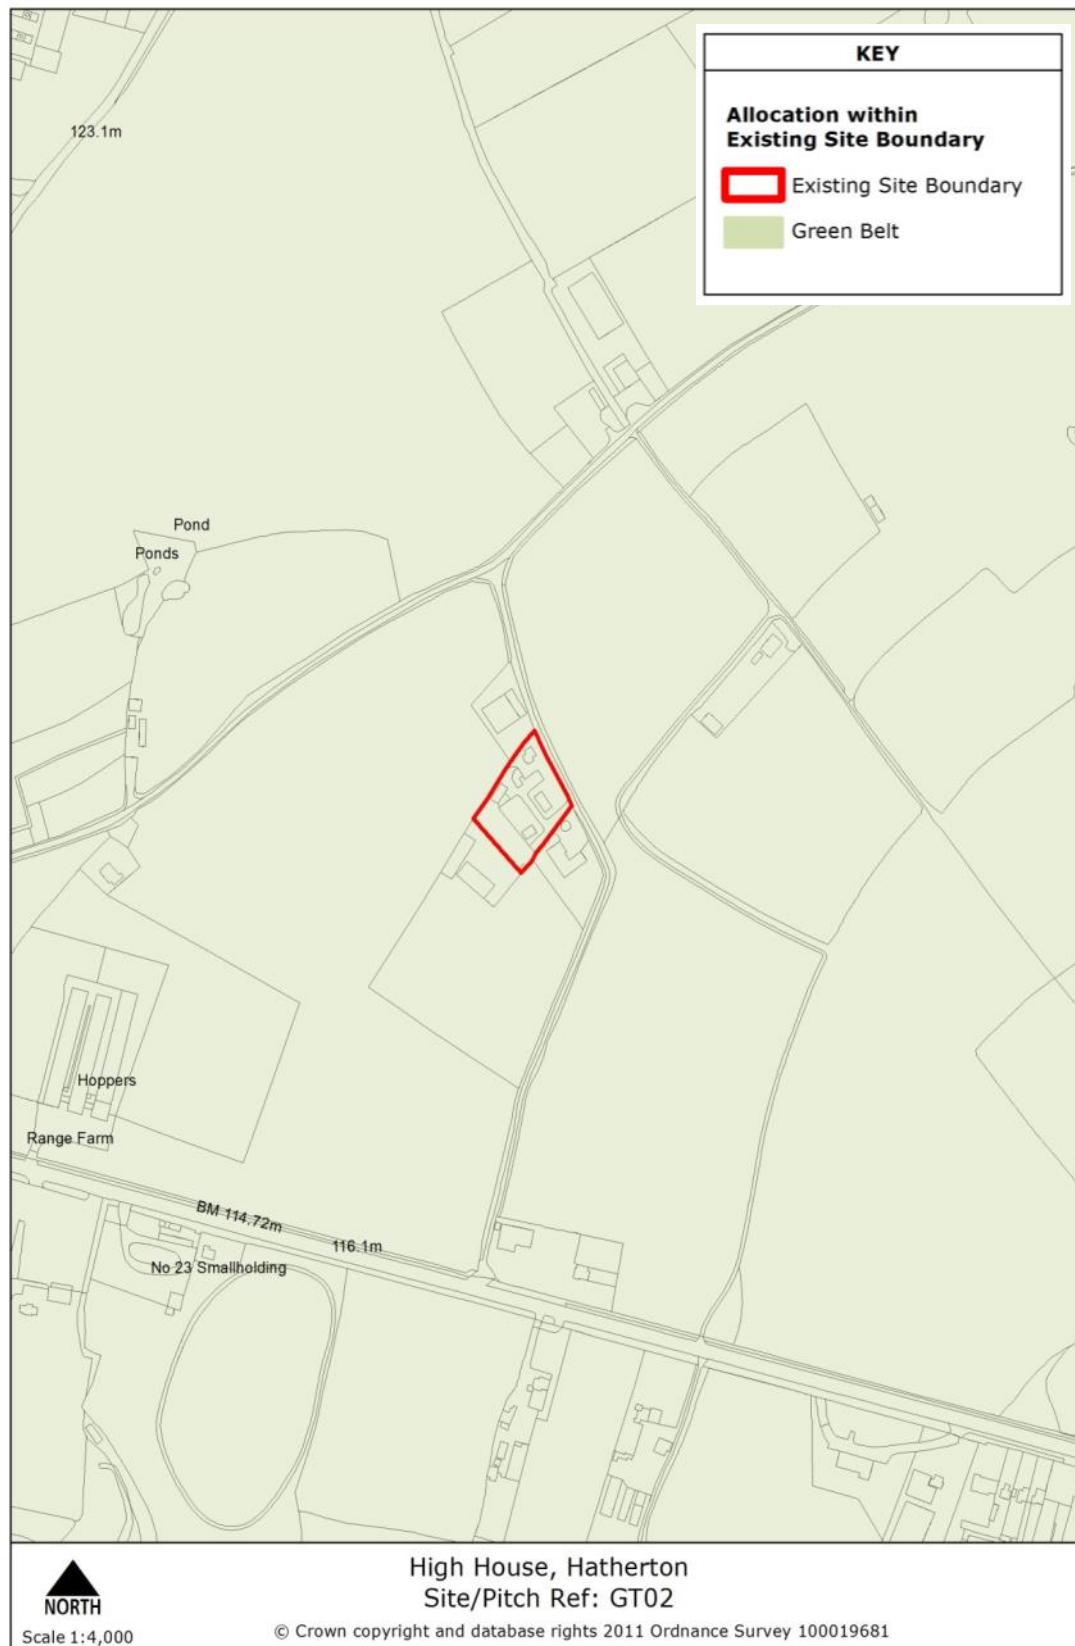 KEY
Allocation within
Existing Site Boundary
Existing Site Boundary
Green Belt
123.1m
Pond
Ponds
Hoppers
Range Farm
BM 114.72m
116.1m
No 23 Smallholding
NORTH
Scale 1:4,000
High House, Hatherton
Site/Pitch Ref: GT02
© Crown copyright and database rights 2011 Ordnance Survey 100019681